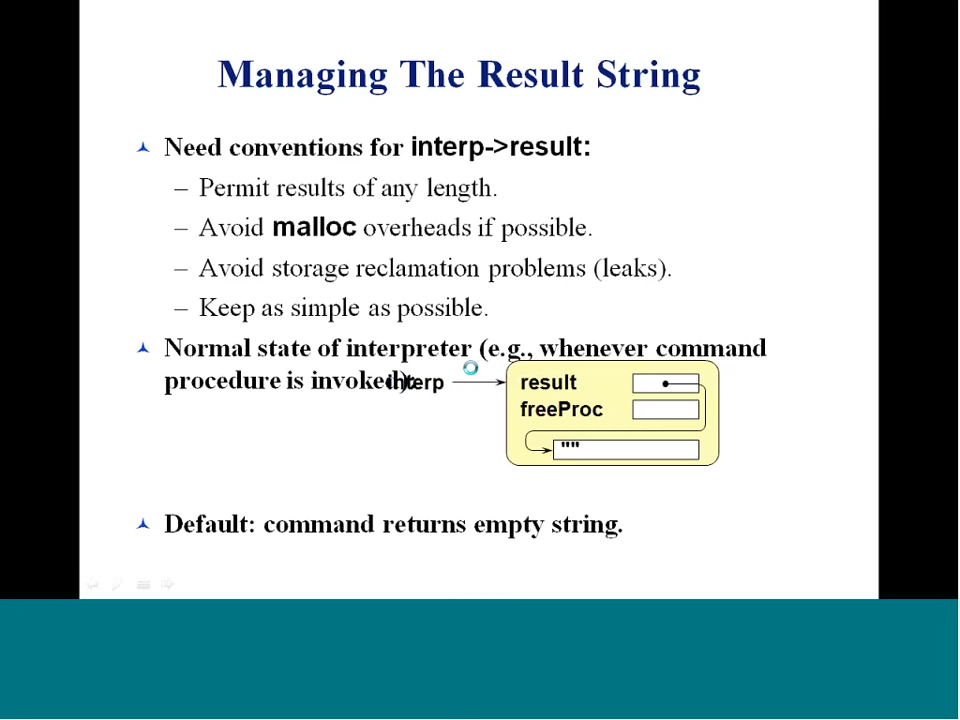 Managing The Result String
Need conventions for interp->result:
– Permit results of any length.
– Avoid malloc overheads if possible.
– Avoid storage reclamation problems (leaks).
– Keep as simple as possible.
Normal state of interpreter (e.g., whenever command
procedure is invoked):
interp
result
freeProc
""
Default: command returns empty string.